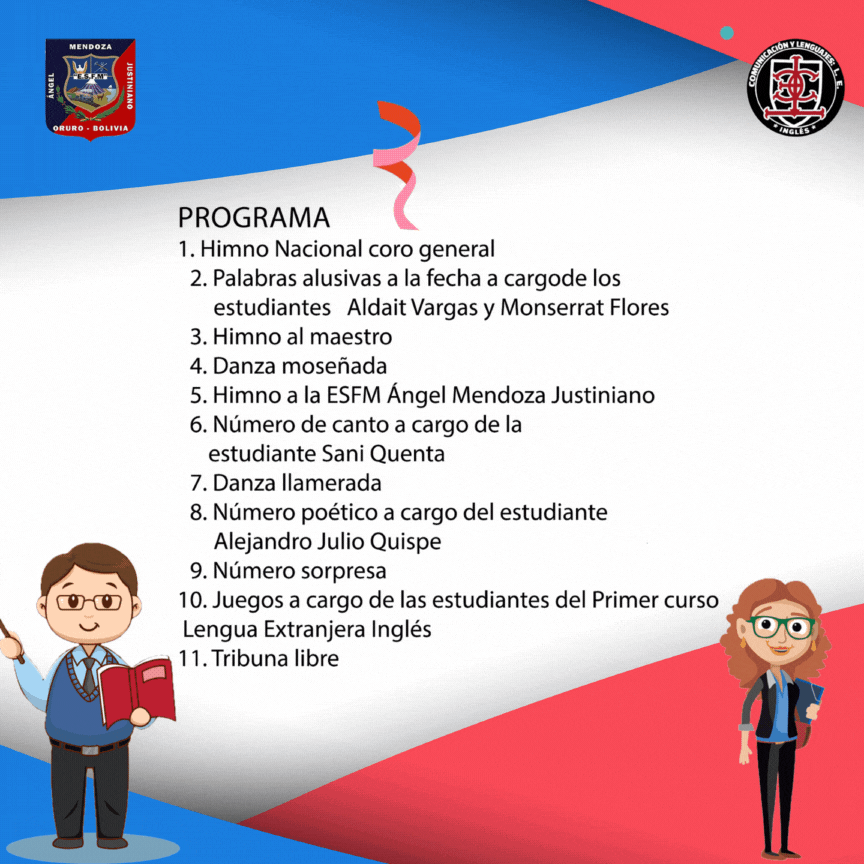 MENDOZA
ÁNGEL
JUSTINIANO
E.S.F.M.
ORURO - BOLIVIA
COMUNICACIÓN Y LENGUAJES: L. E.
INGLÉS
PROGRAMA
1. Himno Nacional coro general
2. Palabras alusivas a la fecha a cargode los
estudiantes Aldait Vargas y Monserrat Flores
3. Himno al maestro
4. Danza moseñada
5. Himno a la ESFM Ángel Mendoza Justiniano
6. Número de canto a cargo de la
estudiante Sani Quenta
7. Danza llamerada
8. Número poético a cargo del estudiante
Alejandro Julio Quispe
9. Número sorpresa
10. Juegos a cargo de las estudiantes del Primer curso
Lengua Extranjera Inglés
11. Tribuna libre